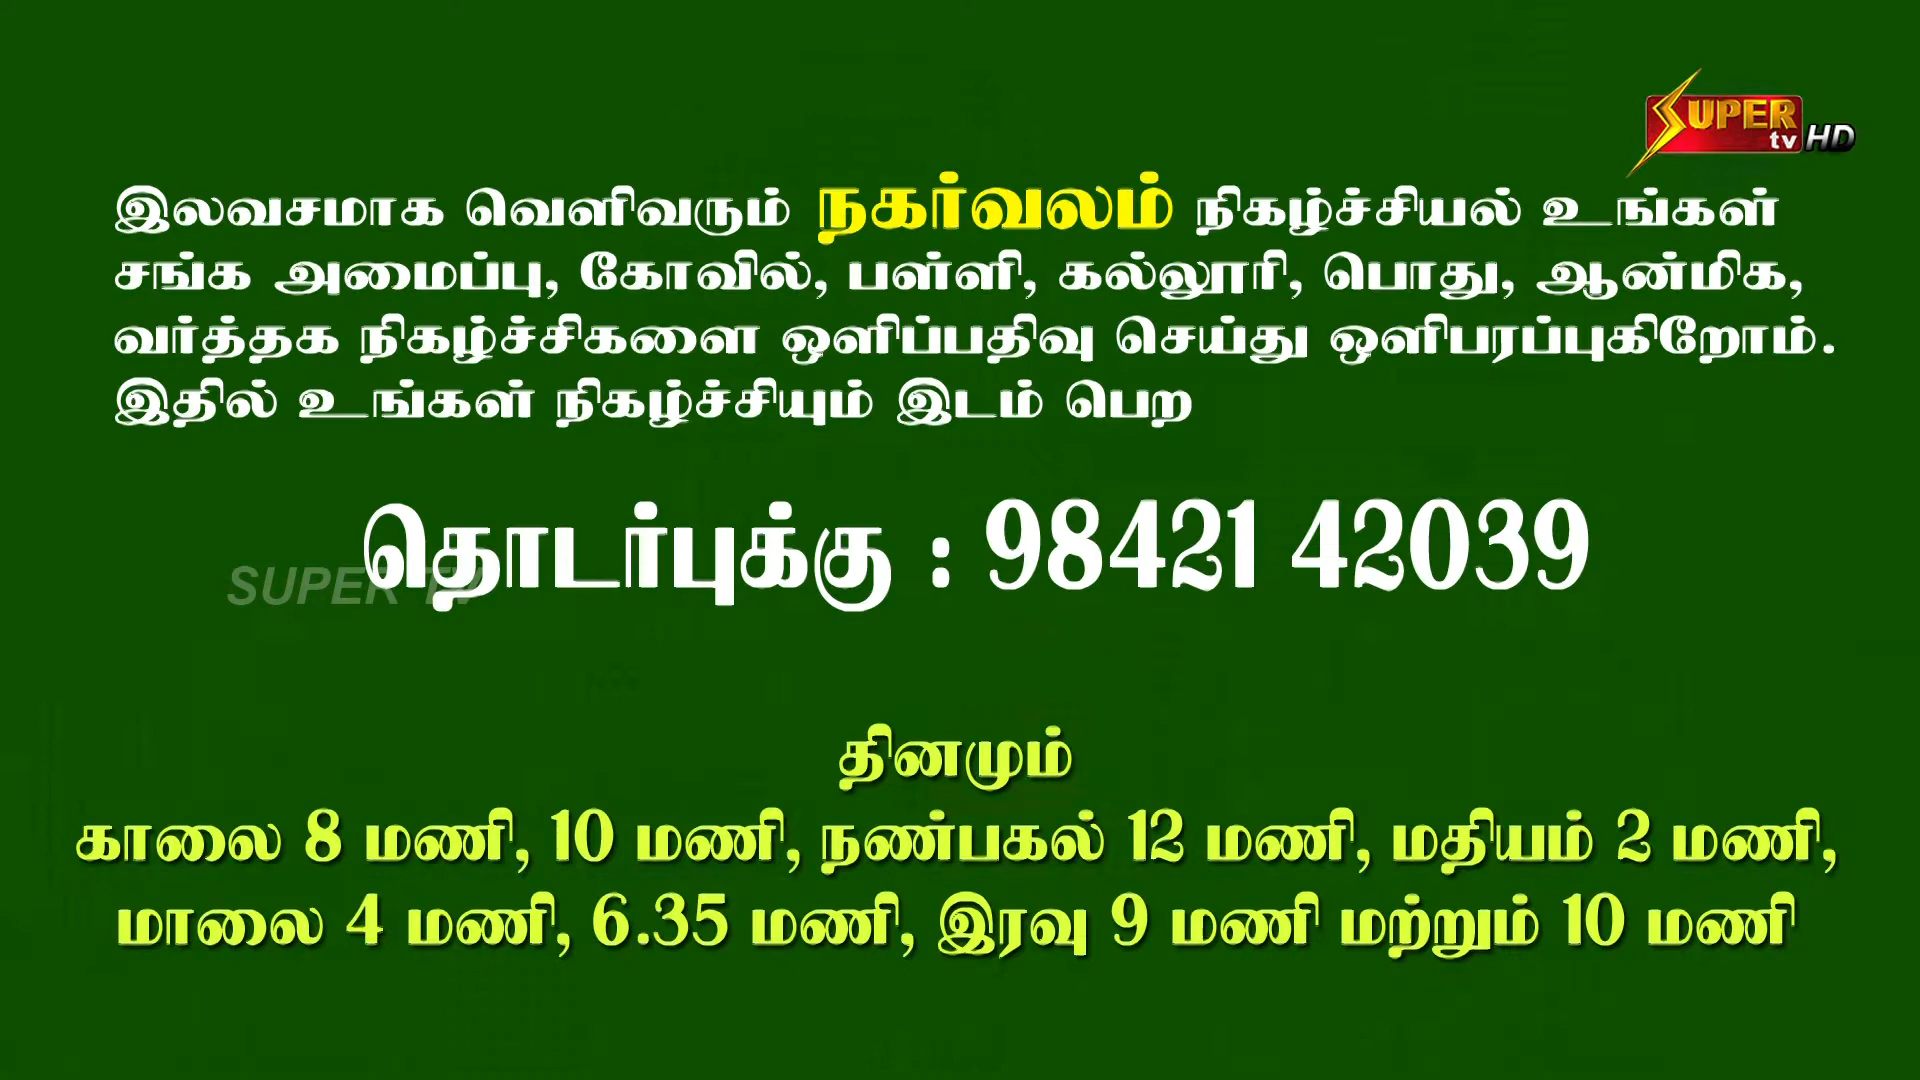 SUPER
tv HD
இலவசமாக வெளிவரும் நகர்வலம் நிகழ்ச்சியல் உங்கள்
சங்க அமைப்பு, கோவில், பள்ளி, கல்லூரி, பொது, ஆன்மிக,
வர்த்தக நிகழ்ச்சிகளை ஒளிப்பதிவு செய்து ஒளிபரப்புகிறோம்.
இதில் உங்கள் நிகழ்ச்சியும் இடம் பெற
தொடர்புக்கு : 98421 42039
SUPER TV
தினமும்
காலை 8 மணி, 10 மணி, நண்பகல் 12 மணி, மதியம் 2 மணி,
மாலை 4 மணி, 6.35 மணி, இரவு 9 மணி மற்றும் 10 மணி